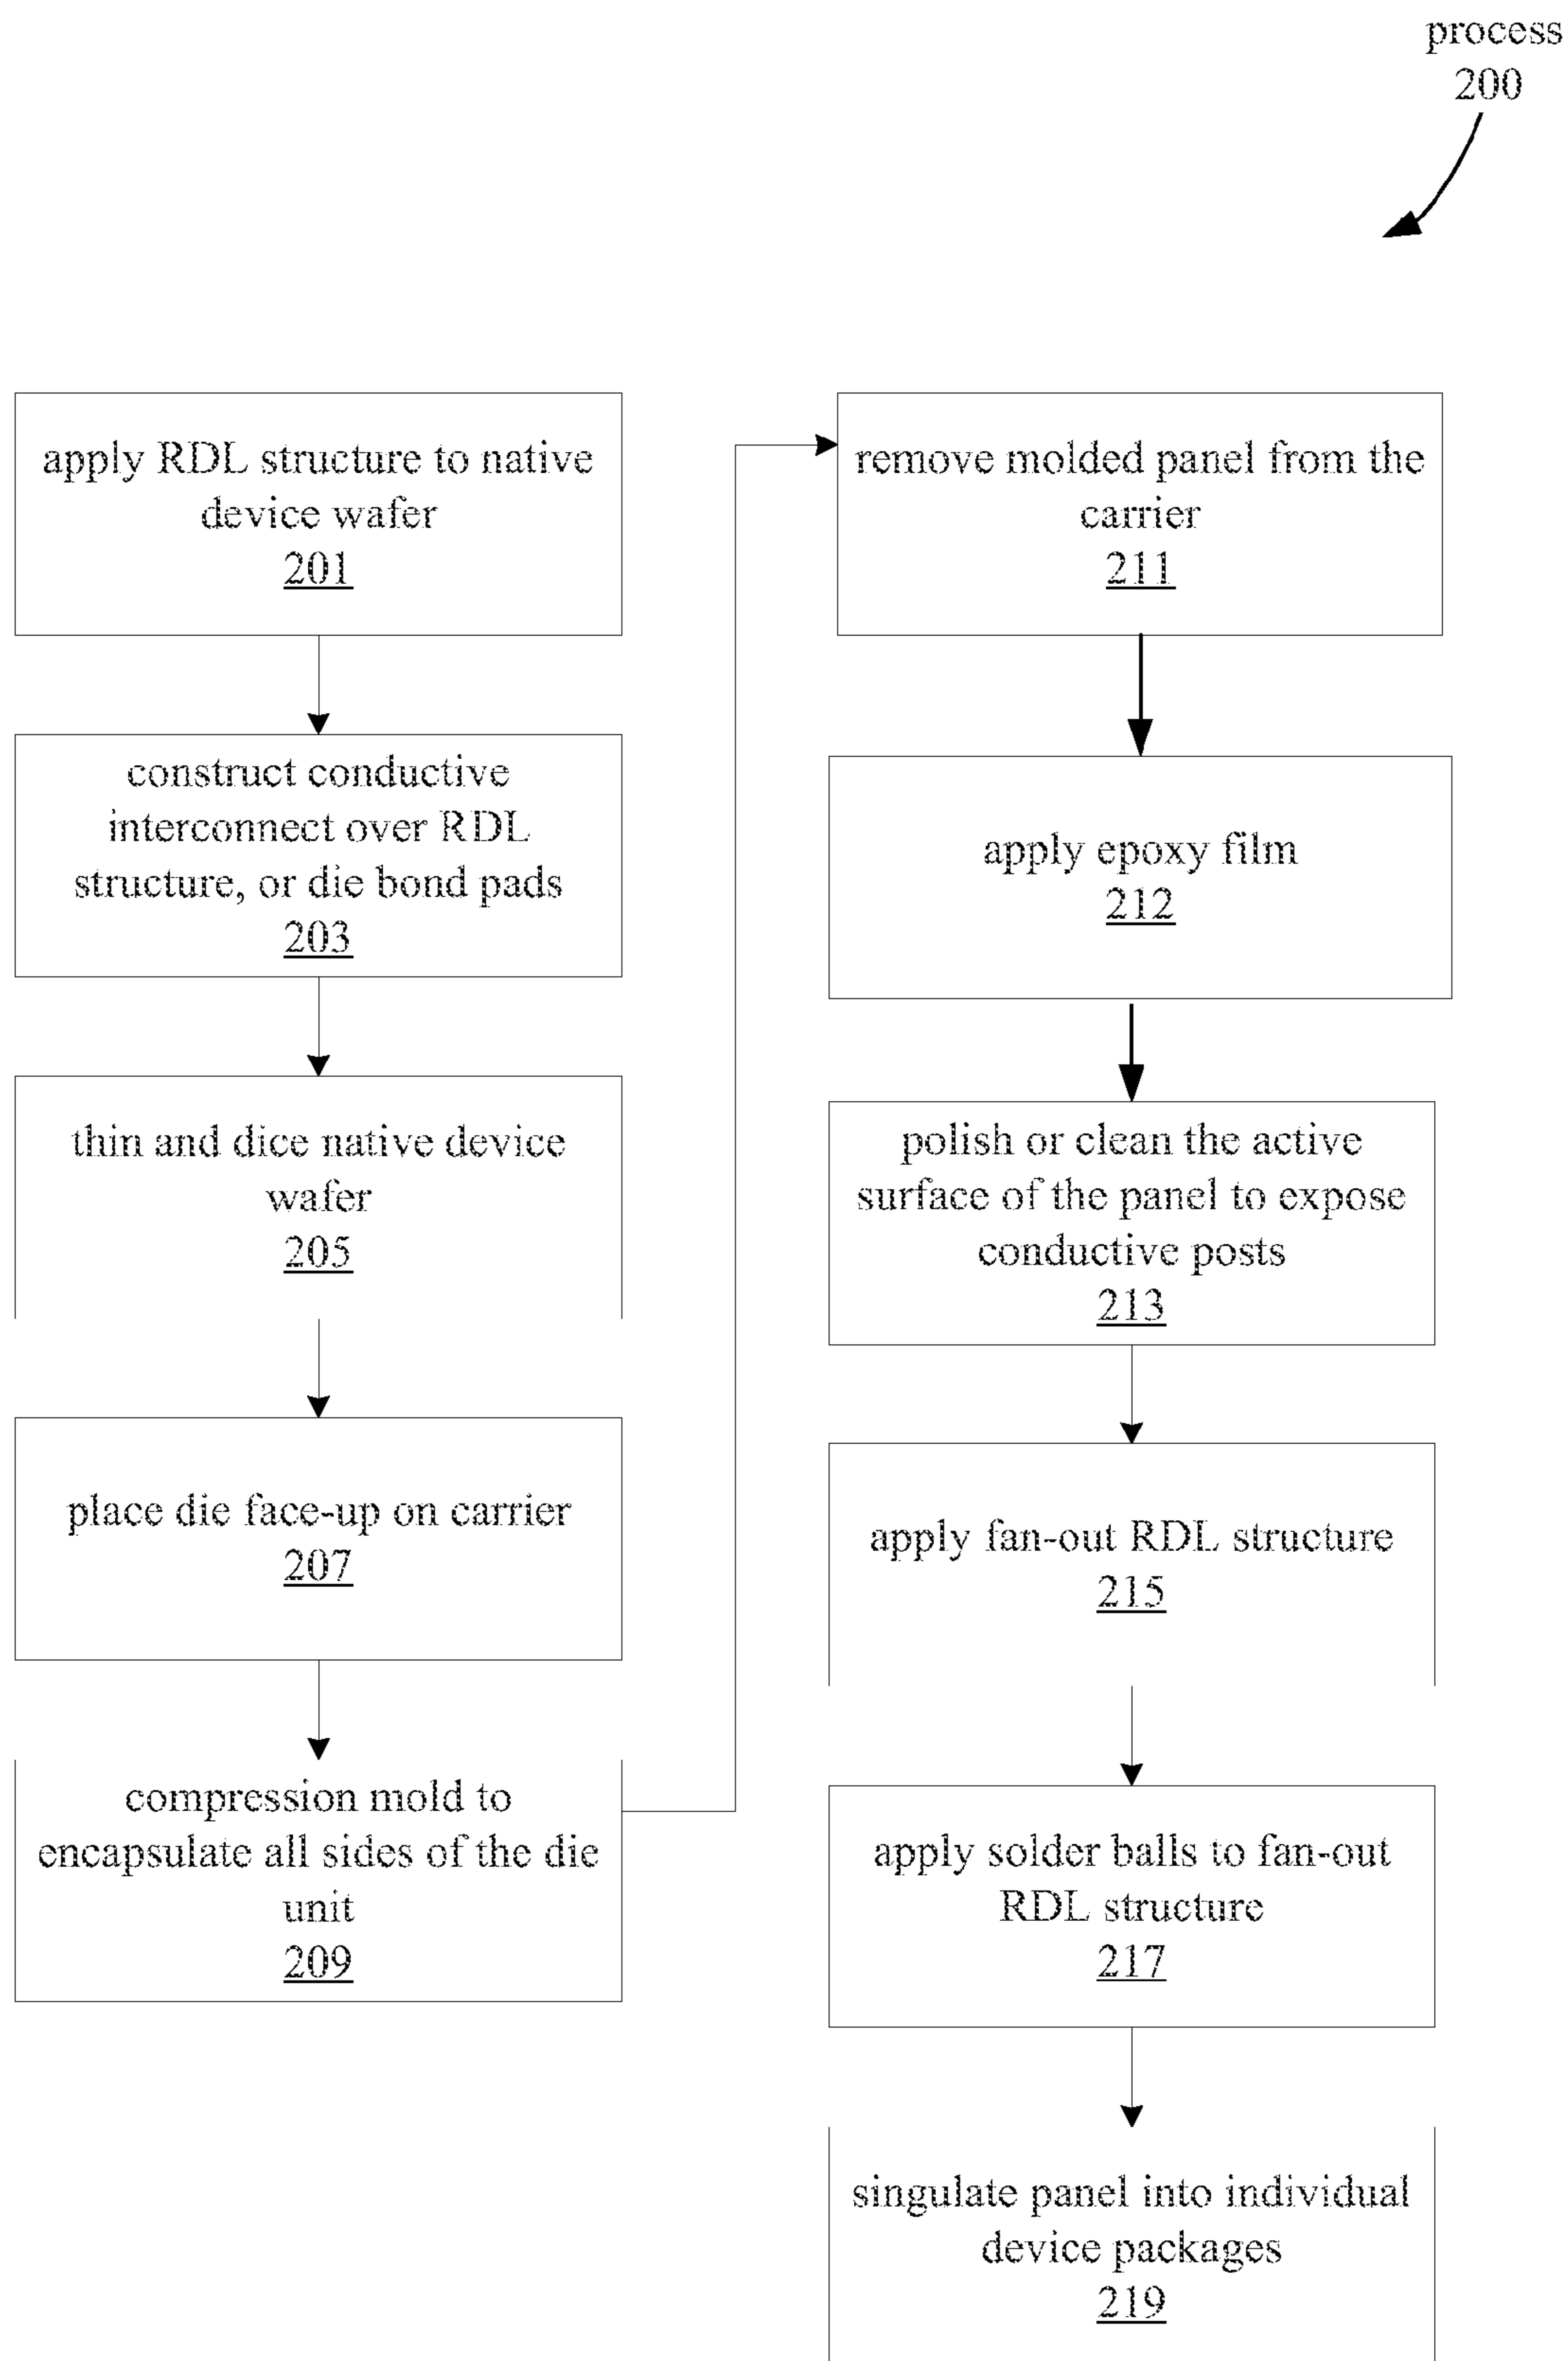 process
200
apply RDL structure to native
device wafer
201
construct conductive
interconnect over RDL
structure, or die bond pads
203
thin and dice native device
wafer
205
place die face-up on carrier
207
compression mold to
encapsulate all sides of the die
unit
209
remove molded panel from the
carrier
211
apply epoxy film
212
polish or clean the active
surface of the panel to expose
conductive posts
213
apply fan-out RDL structure
215
apply solder balls to fan-out
RDL structure
217
singulate panel into individual
device packages
219